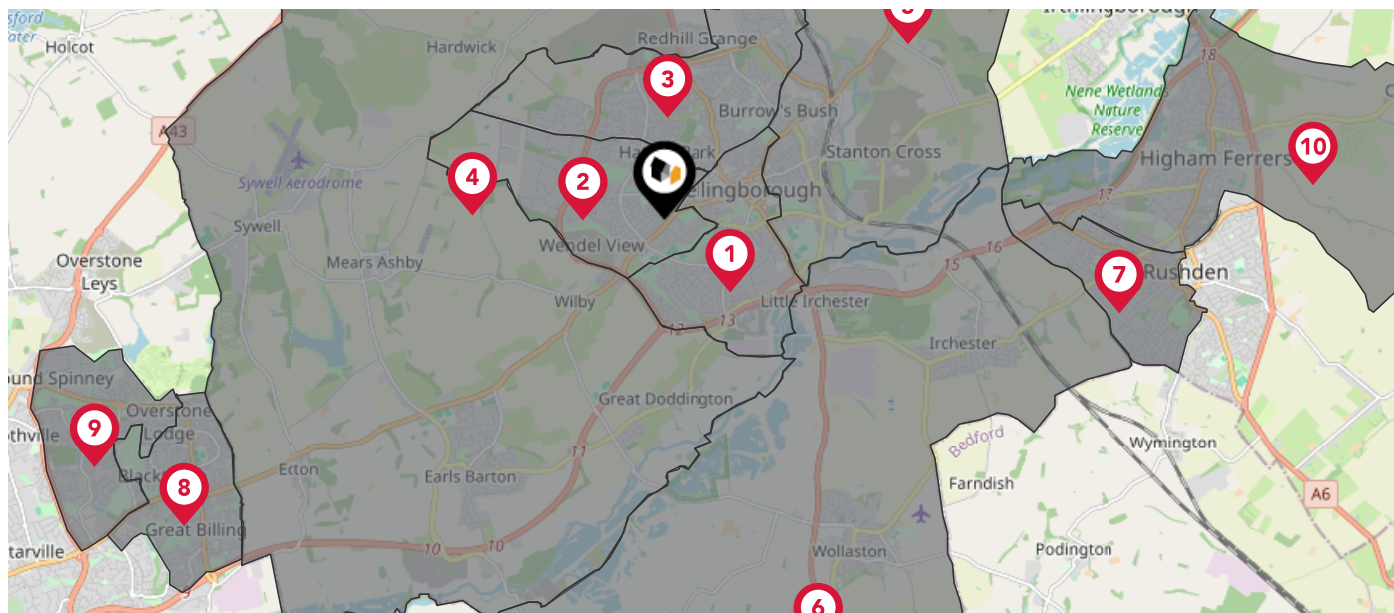 Holcot
Hardwick
Redhill Grange
5
18
3
Nene Wetlands
Nature
Reserve
A43
Burrow's Bush
Stanton Cross
Higham Ferrers
10
4
2
Sywell Aerodrome
17
Sywell
Wendel View
1
16
Mears Ashby
15
7
Rushden
Overstone
Leys
Wilby
Little Irchester
13
12
Irchester
Great Doddington
Overstone
Lodge
9
Bedford
Wymington
11
Ecton
Earls Barton
Farndish
8
A6
Great Billing
10
10
Wollaston
Podington
6